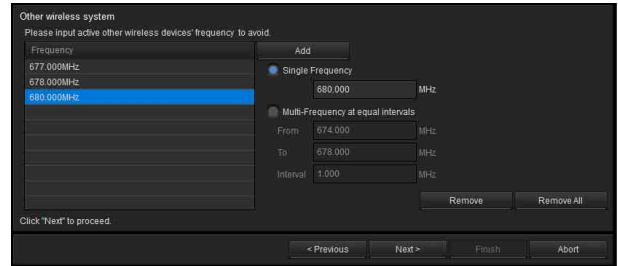 Other wireless system
Please input active other wireless devices' frequency to avoid.
Frequency
677.000MHz
678.000MHz
680.000MHz
Add
Single Frequency
680.000 MHz
Multi-Frequency at equal intervals
From 674.000 MHz
To 678.000 MHz
Interval 1.000 MHz
Remove Remove All
Click "Next" to proceed.
< Previous Next > Finish Abort